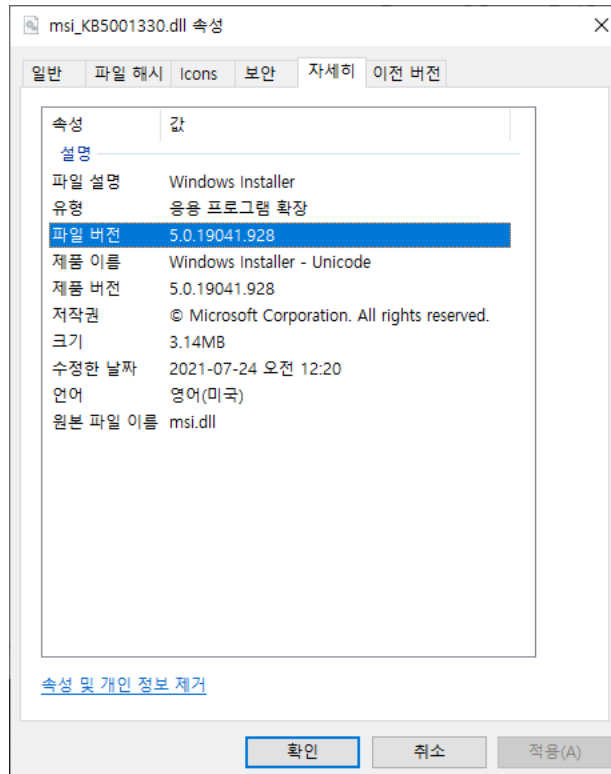 msi_KB5001330.dll 속성
일반 파일 해시 Icons 보안 자세히 이전 버전
속성 값
설명
파일 설명 Windows Installer
유형 응용 프로그램 확장
파일 버전 5.0.19041.928
제품 이름 Windows Installer - Unicode
제품 버전 5.0.19041.928
저작권 © Microsoft Corporation. All rights reserved.
크기 3.14MB
수정한 날짜 2021-07-24 오전 12:20
언어 영어(미국)
원본 파일 이름 msi.dll
속성 및 개인 정보 제거
확인 취소 적용(A)